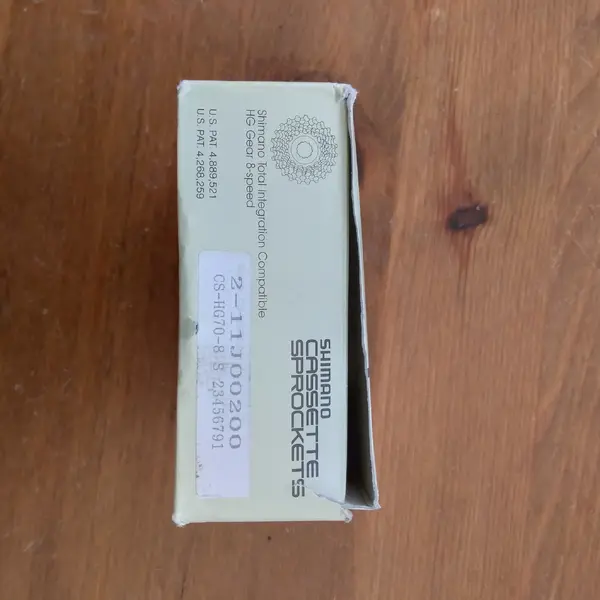 Shimano Total Integration Compatible
HG Gear 8-speed
U.S. PAT. 4,889,521
U.S. PAT. 4,268,259
SHIMANO
CASSETTE
SPROCKETS
2-11J00200
CS-HG70-8 S 23456791